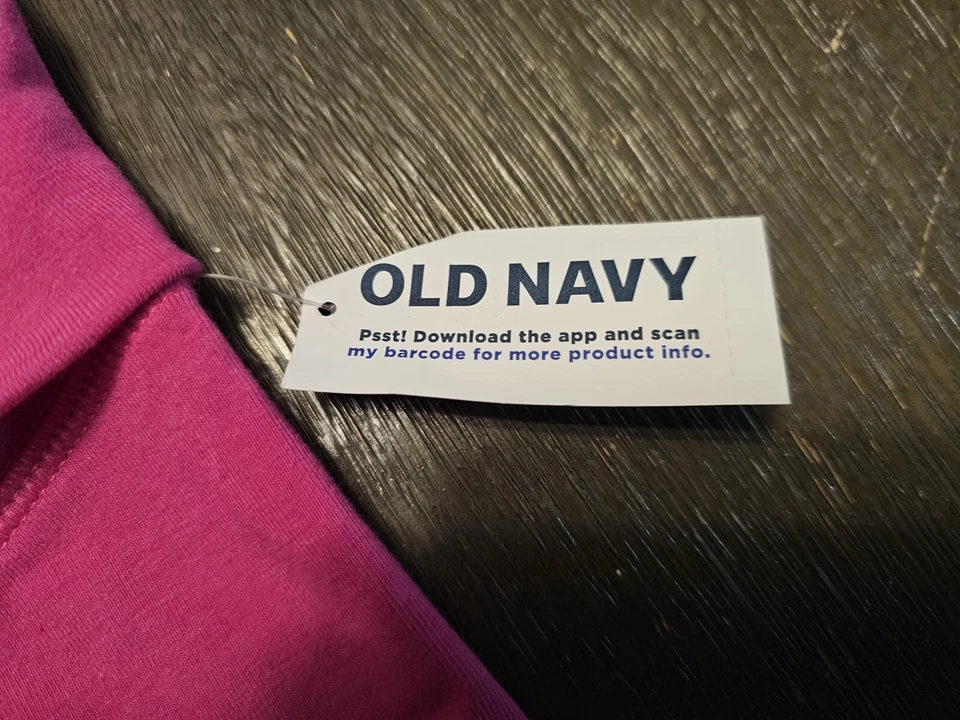 OLD NAVY
Psst! Download the app and scan
my barcode for more product info.